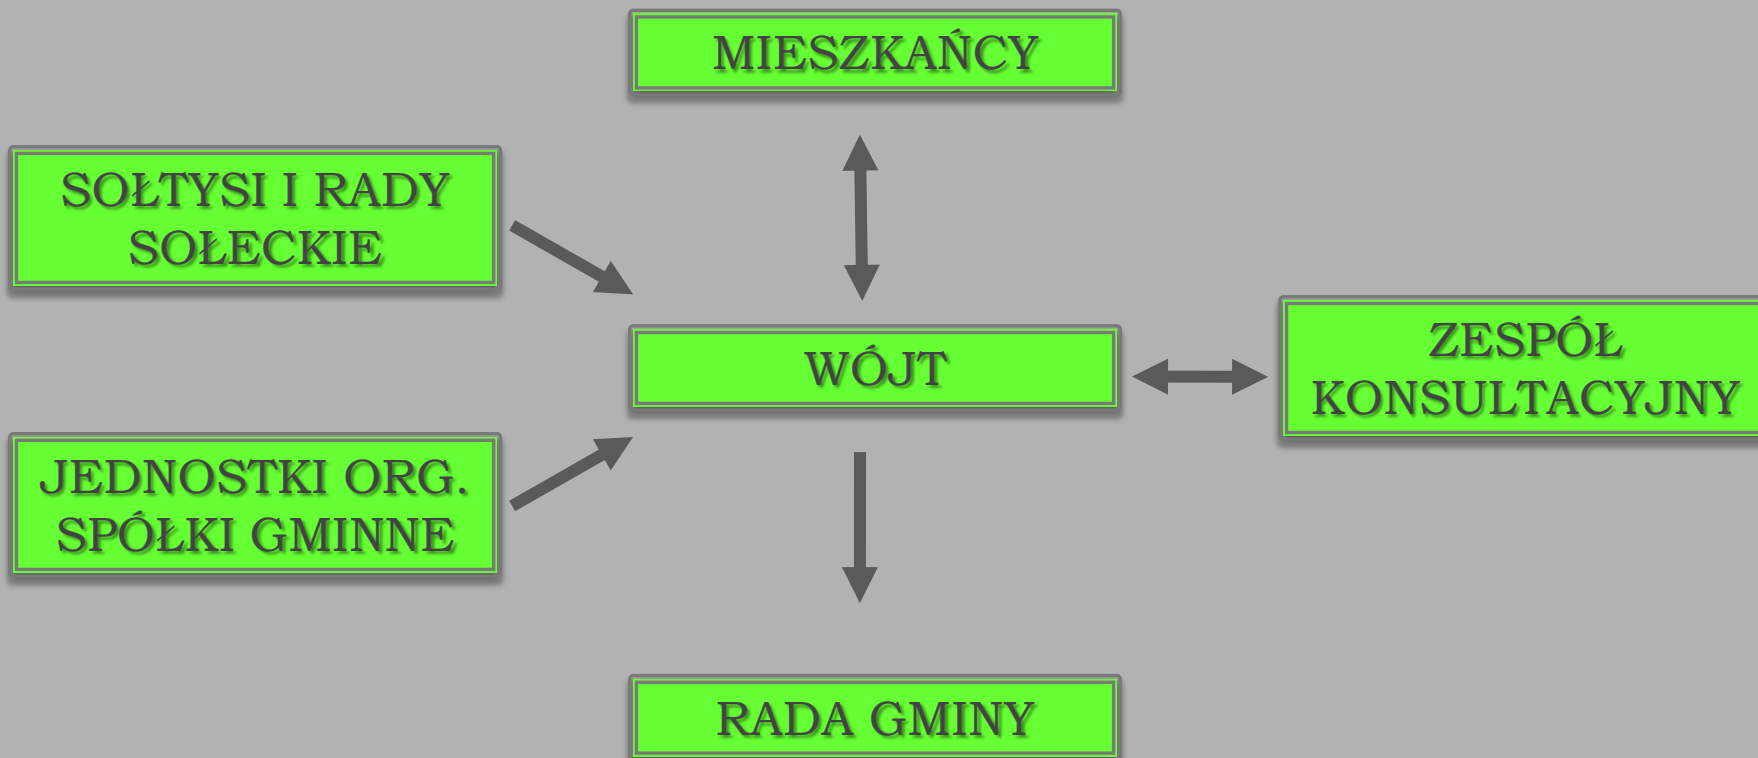 MIESZKAŃCY
SOŁTYSI I RADY
SOŁECKIE
WÓJT
ZESPÓŁ
KONSULTACYJNY
JEDNOSTKI ORG.
SPÓŁKI GMINNE
RADA GMINY